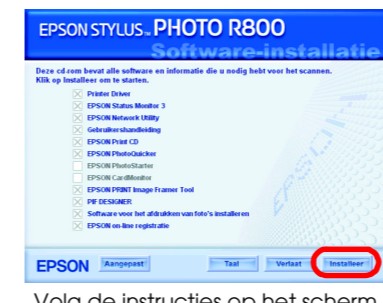 EPSON STYLUS™ PHOTO R800
Software-installatie
Deze cd-rom bevat alle software en informatie die u nodig hebt voor het scannen.
Klik op Installeer om te starten.
Printer Driver
EPSON Status Monitor 3
EPSON Network Utility
Gebruikershandleiding
EPSON Print CD
EPSON PhotoQuicker
EPSON PhotoStarter
EPSON CardMonitor
EPSON PRINT Image Framer Tool
PIF DESIGNER
Software voor het afdrukken van foto's installeren
EPSON on-line registratie
EPSON
EPSON Aangepast Taal Verlaat Installeer
Volg de instructies op het scherm